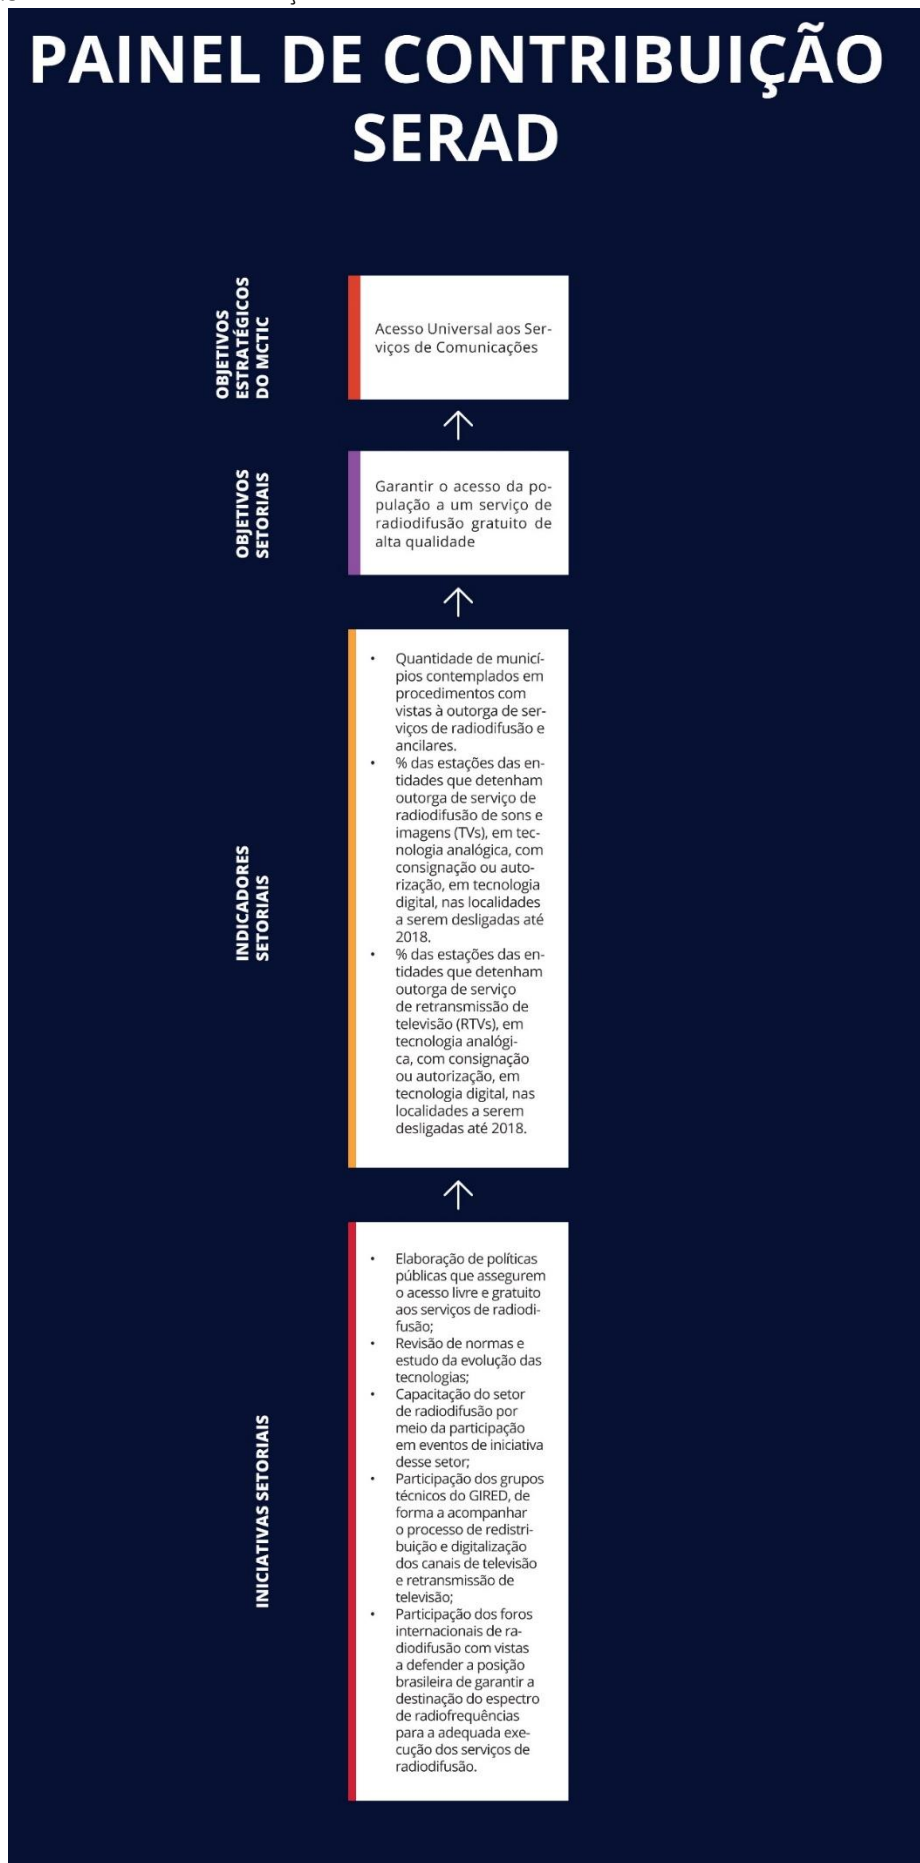 PAINEL DE CONTRIBUIÇÃO
SERAD
OBJETIVOS
ESTRATÉGICOS
DO MCTIC
Acesso Universal aos Ser-
viços de Comunicações
OBJETIVOS
SETORIAIS
Garantir o acesso da po-
pulação a um serviço de
radiodifusão gratuito de
alta qualidade
INDICADORES
SETORIAIS
• Quantidade de municí-
pios contemplados em
procedimentos com
vistas à outorga de ser-
viços de radiodifusão e
ancilares.
• % das estações das en-
tidades que detenham
outorga de serviço de
radiodifusão de sons e
imagens (TVs), em tec-
nologia analógica, com
consignação ou auto-
rização, em tecnologia
digital, nas localidades
a serem desligadas até
2018.
• % das estações das en-
tidades que detenham
outorga de serviço
de retransmissão de
televisão (RTVs), em
tecnologia analógi-
ca, com consignação
ou autorização, em
tecnologia digital, nas
localidades a serem
desligadas até 2018.
INICIATIVAS SETORIAIS
• Elaboração de políticas
públicas que assegurem
o acesso livre e gratuito
aos serviços de radiodi-
fusão;
• Revisão de normas e
estudo da evolução das
tecnologias;
• Capacitação do setor
de radiodifusão por
meio da participação
em eventos de iniciativa
desse setor;
• Participação dos grupos
técnicos do GIRED, de
forma a acompanhar
o processo de redistri-
buição e digitalização
dos canais de televisão
e retransmissão de
televisão;
• Participação dos foros
internacionais de ra-
diodifusão com vistas
a defender a posição
brasileira de garantir a
destinação do espectro
de radiofrequências
para a adequada exe-
cução dos serviços de
radiodifusão.